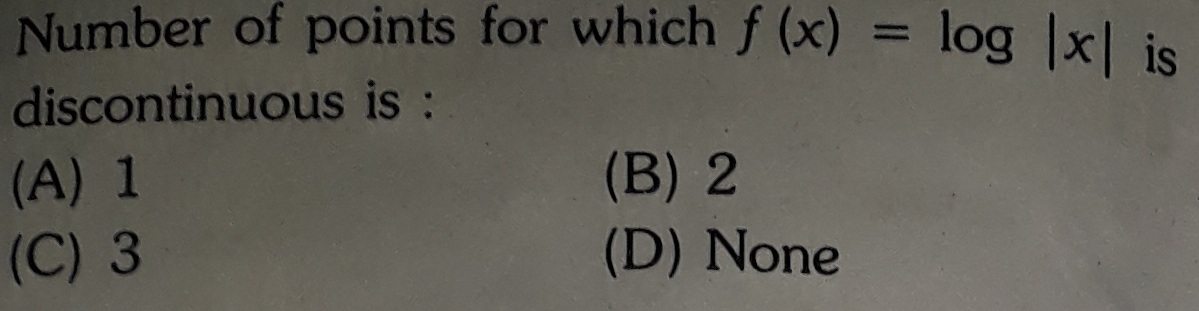 Number of points for which f (x) = log |x| is
discontinuous is :
(A) 1 (B) 2
(C) 3 (D) None